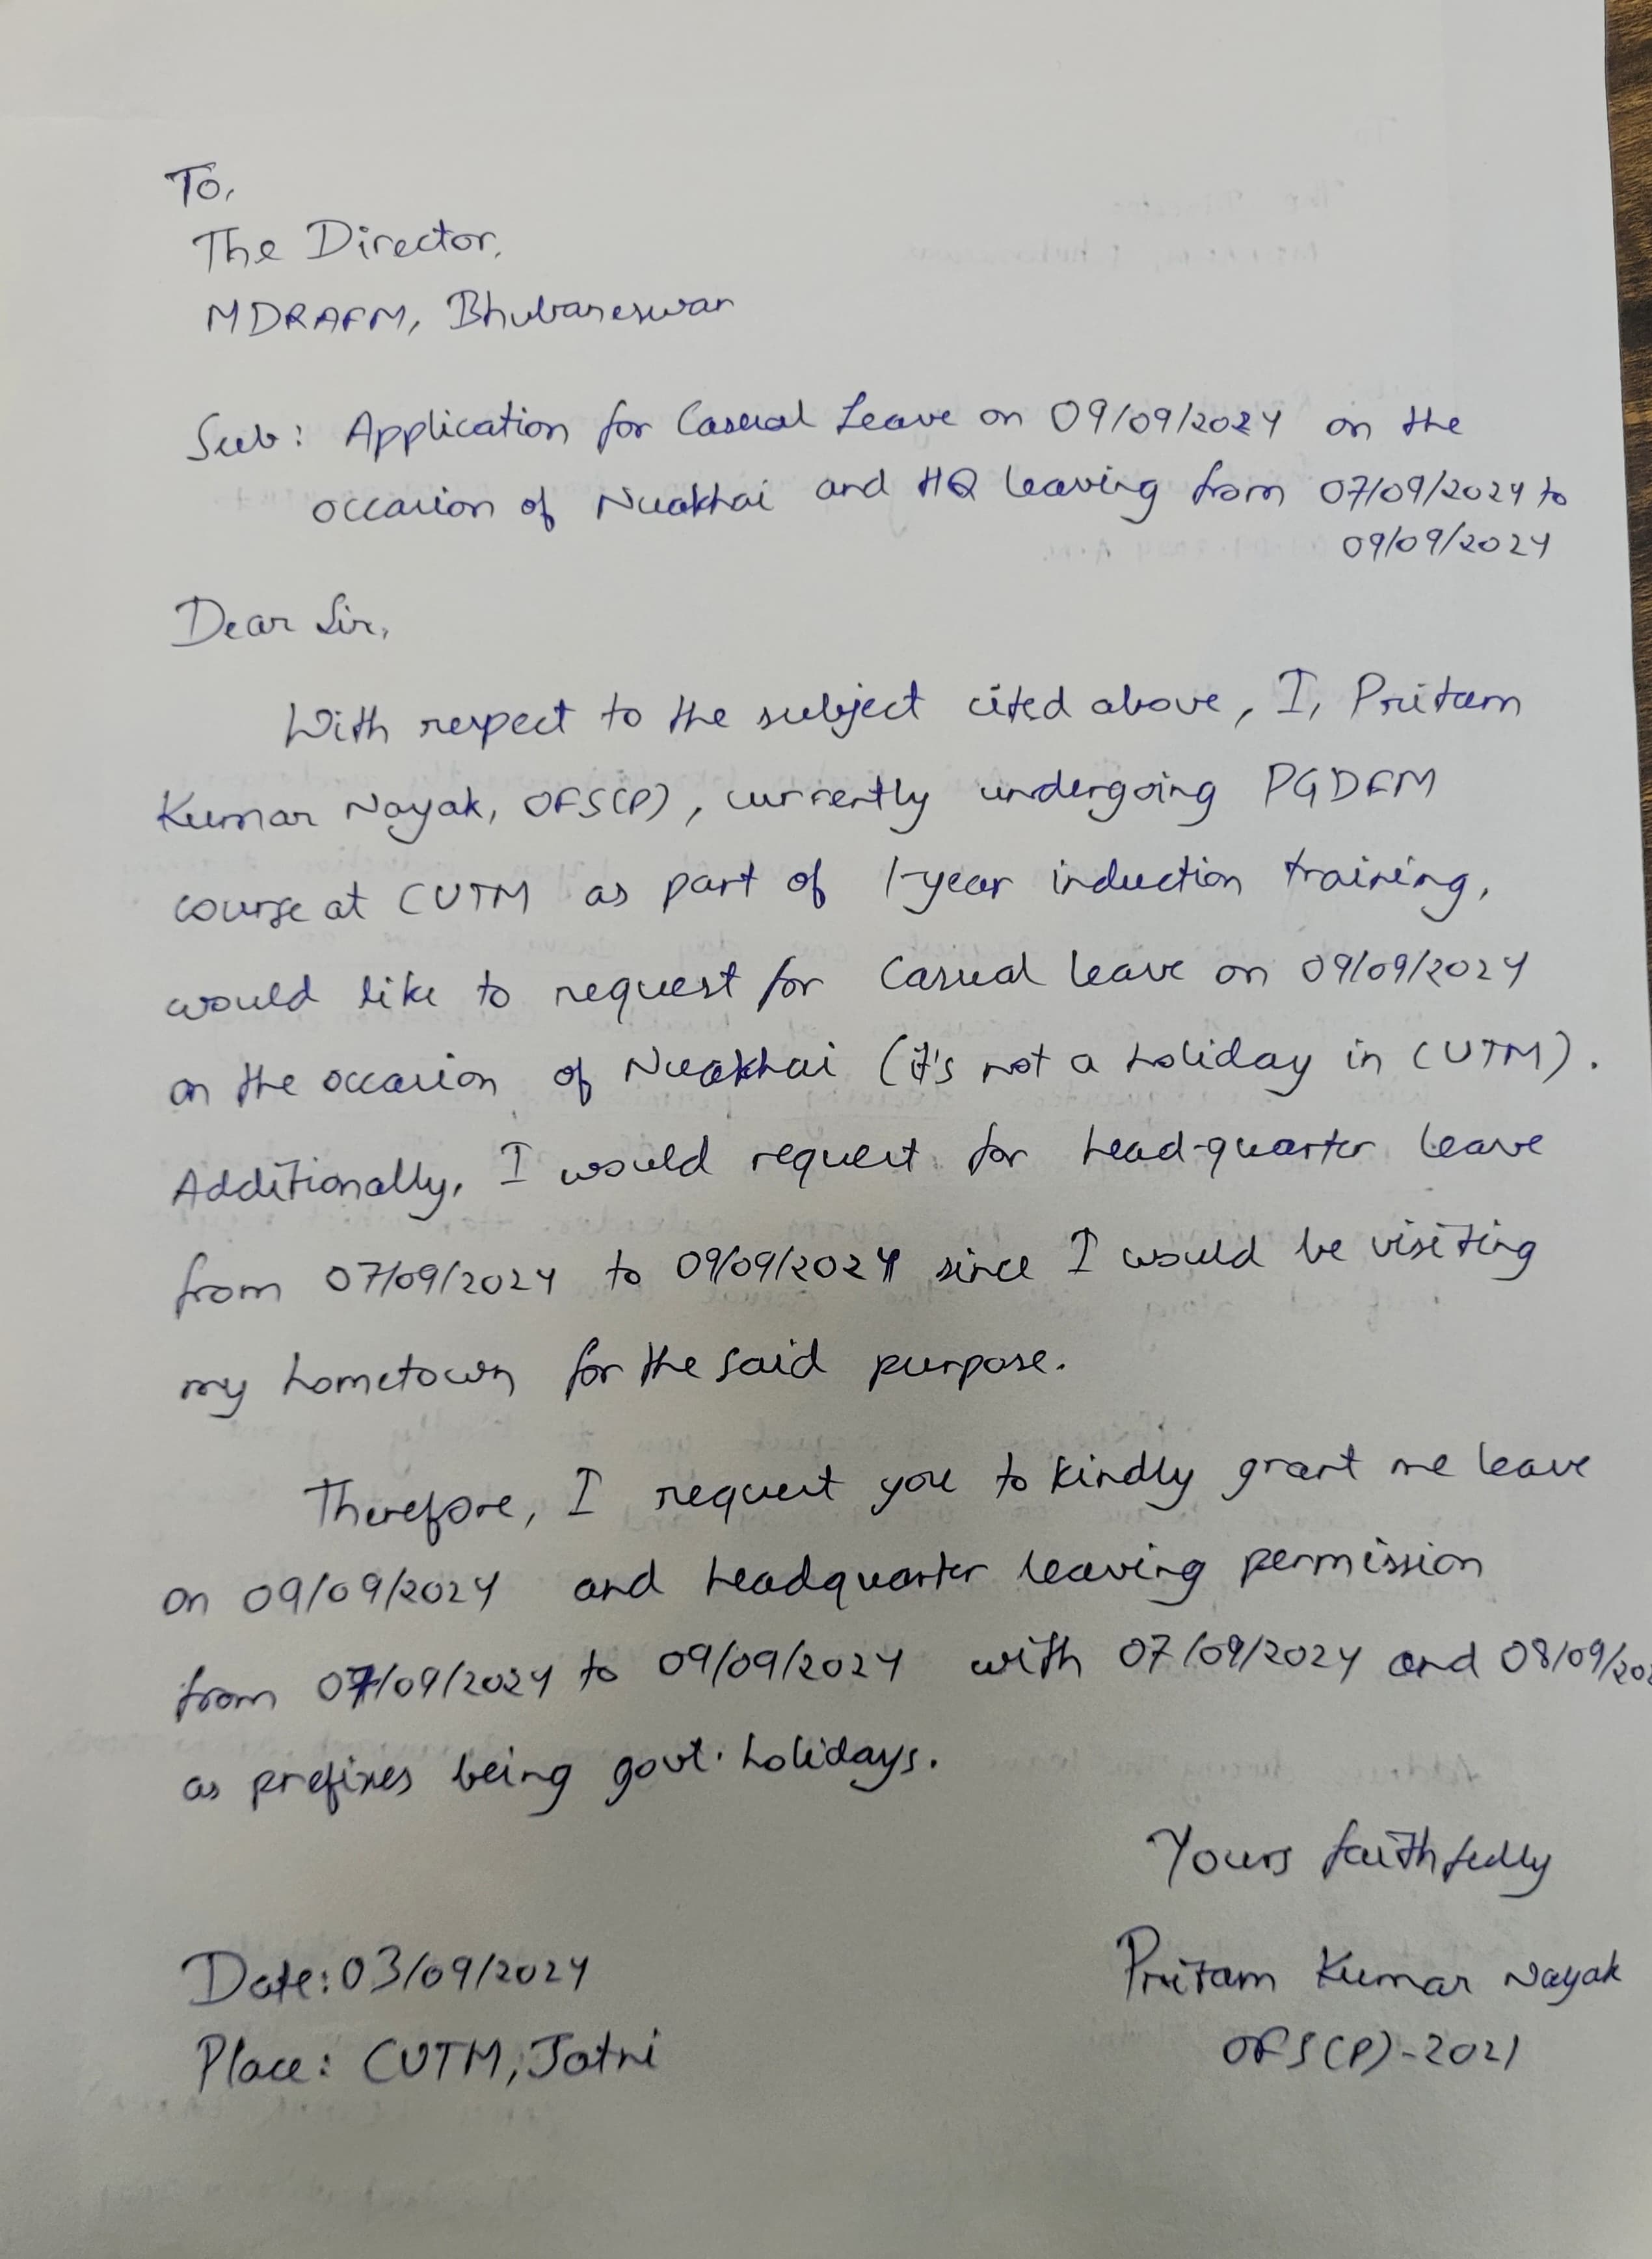 To,
The Director,
MDRAFM, Bhubaneswar
Sub: Application for Casual Leave on 09/09/2024 on the
occasion of Nuakhai and HQ leaving from 07/09/2024 to
09/09/2024
Dear Sir,
With respect to the subject cited above, I, Pritam
Kumar Nayak, OFS(P), currently undergoing PGDFM
course at CUTM as part of 1-year induction training,
would like to request for Casual leave on 09/09/2024
on the occasion of Nuakhai (it's not a holiday in CUTM).
Additionally, I would request for head-quarter leave
from 07/09/2024 to 09/09/2024 since I would be visiting
my hometown for the said purpose.
Therefore, I request you to kindly grant me leave
on 09/09/2024 and headquarter leaving permission
from 07/09/2024 to 09/09/2024 with 07/09/2024 and 08/09/202
as prefixes being govt. holidays.
Yours faithfully
Date: 03/09/2024
Pritam Kumar Nayak
Place: CUTM, Jatni
OFS(P)-2021